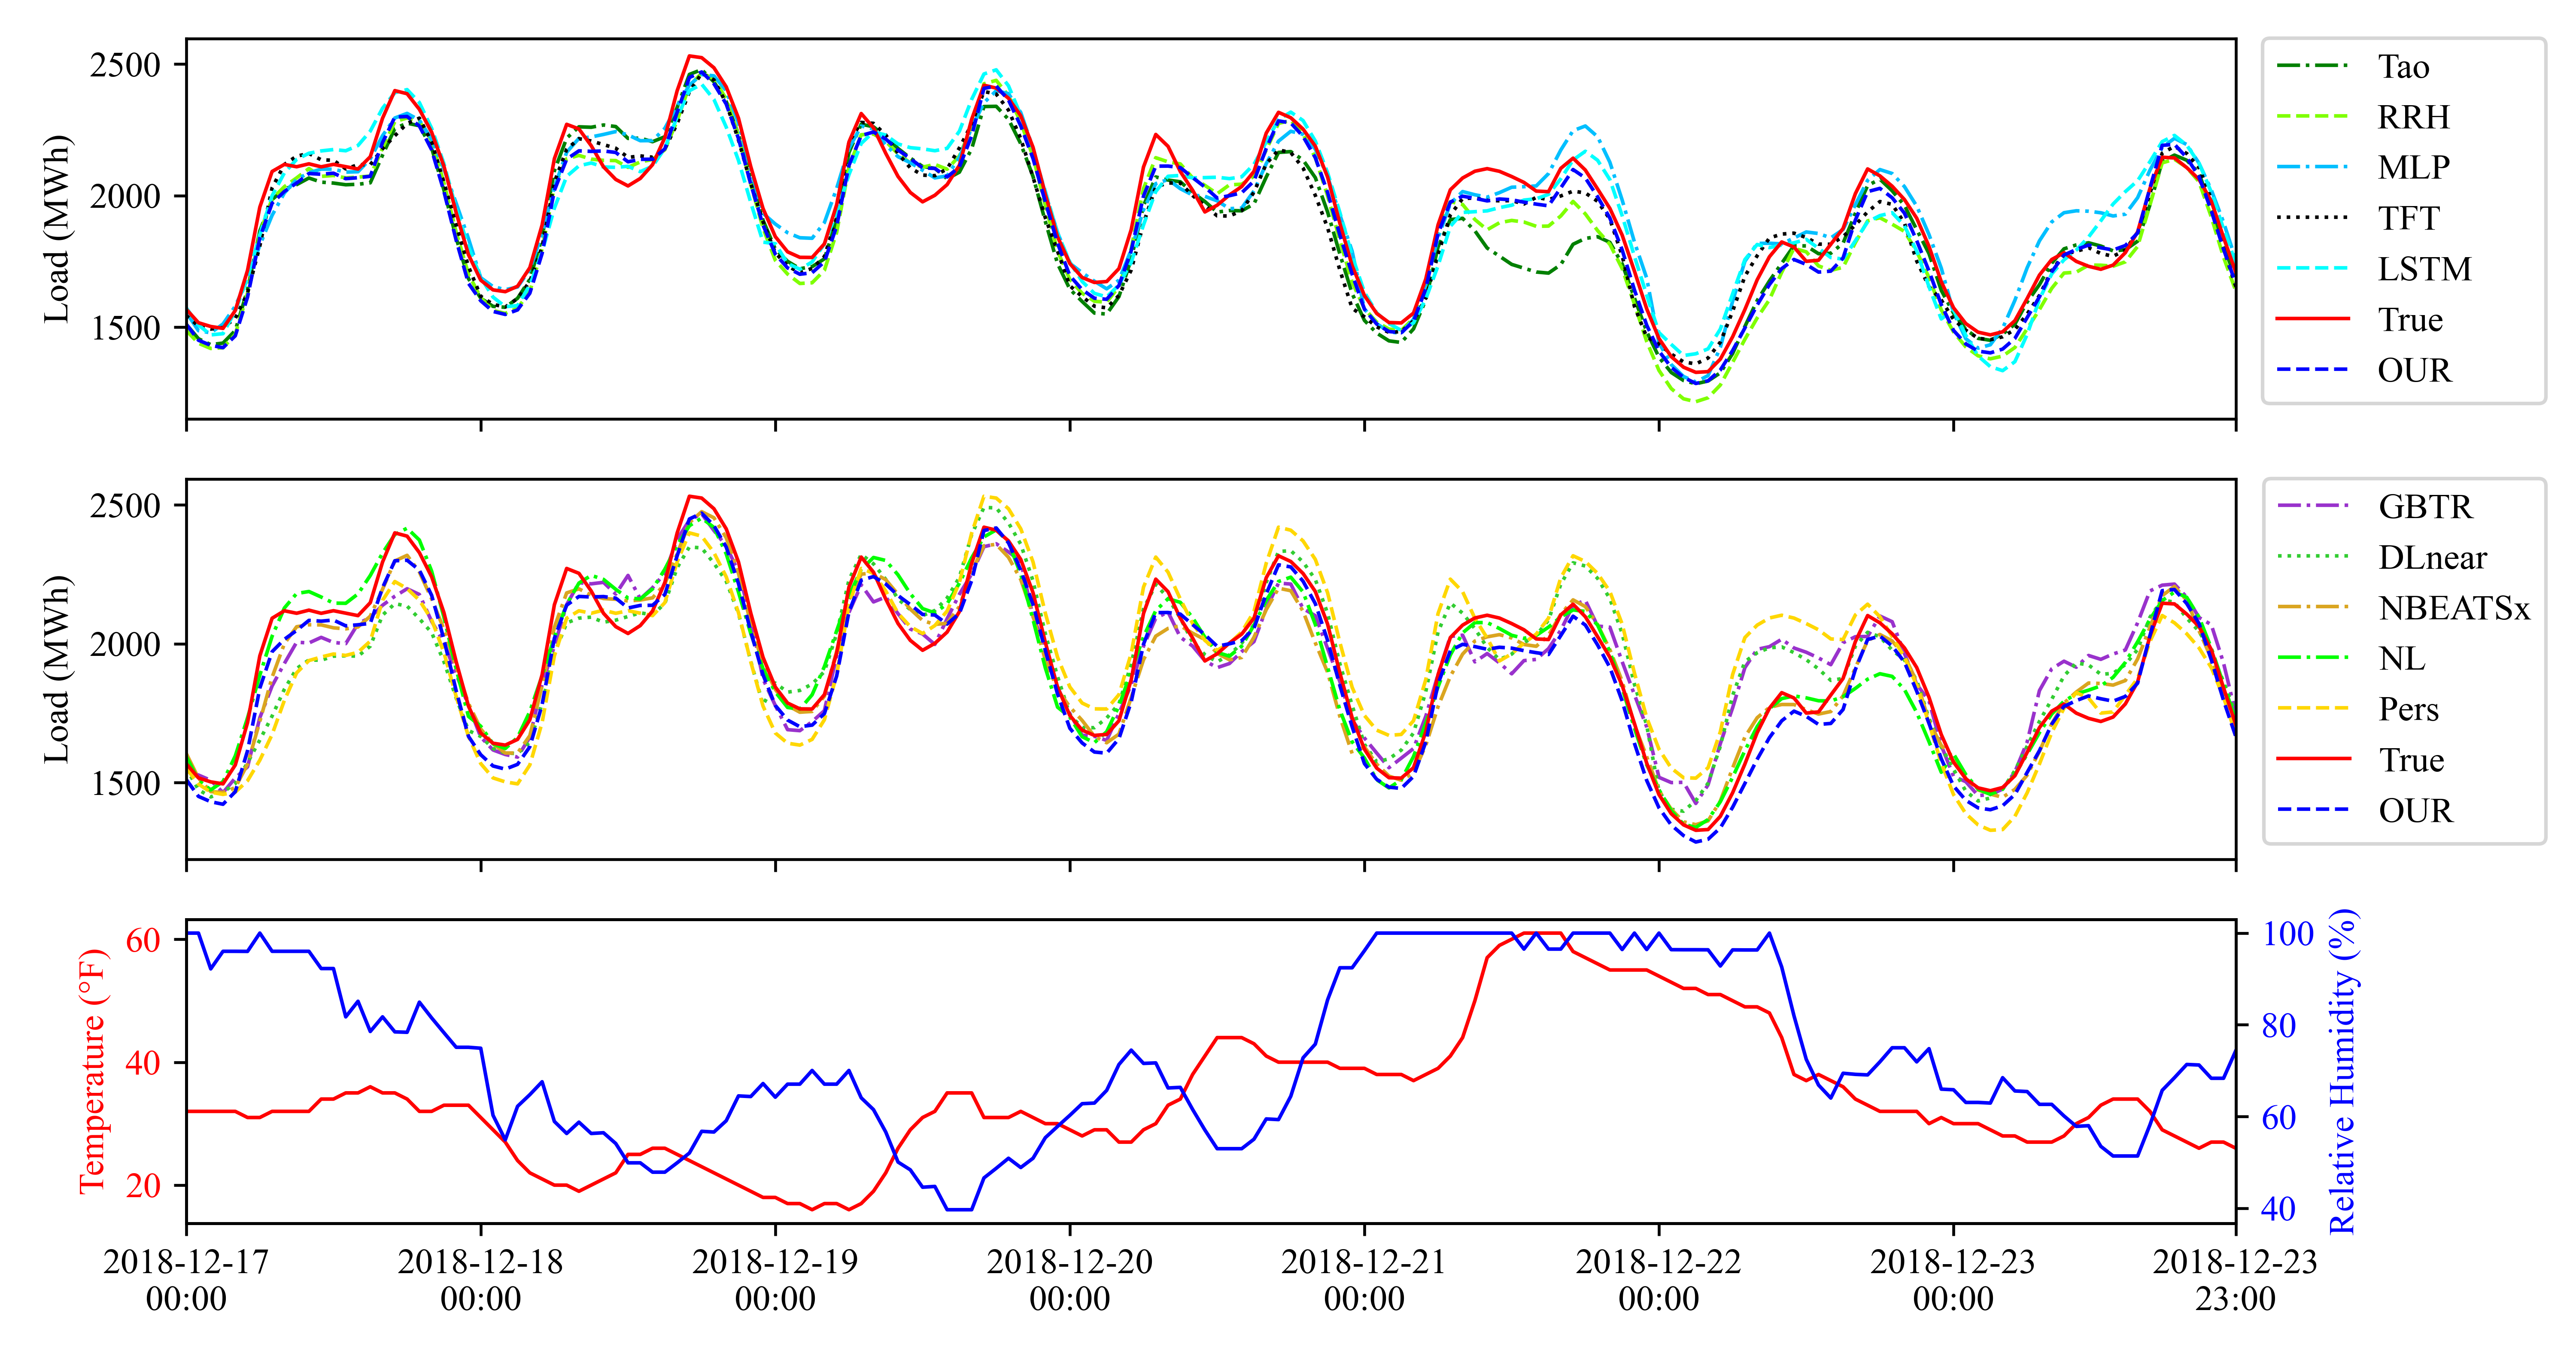 2500
2000
1500
Load (MWh)
Tao
RRH
MLP
TFT
LSTM
True
OUR
2500
2000
1500
Load (MWh)
GBTR
DLnear
NBEATSx
NL
Pers
True
OUR
60
40
20
Temperature (°F)
100
80
60
40
Relative Humidity (%)
2018-12-17 2018-12-18 2018-12-19 2018-12-20 2018-12-21 2018-12-22 2018-12-23 2018-12-23
00:00 00:00 00:00 00:00 00:00 00:00 00:00 23:00